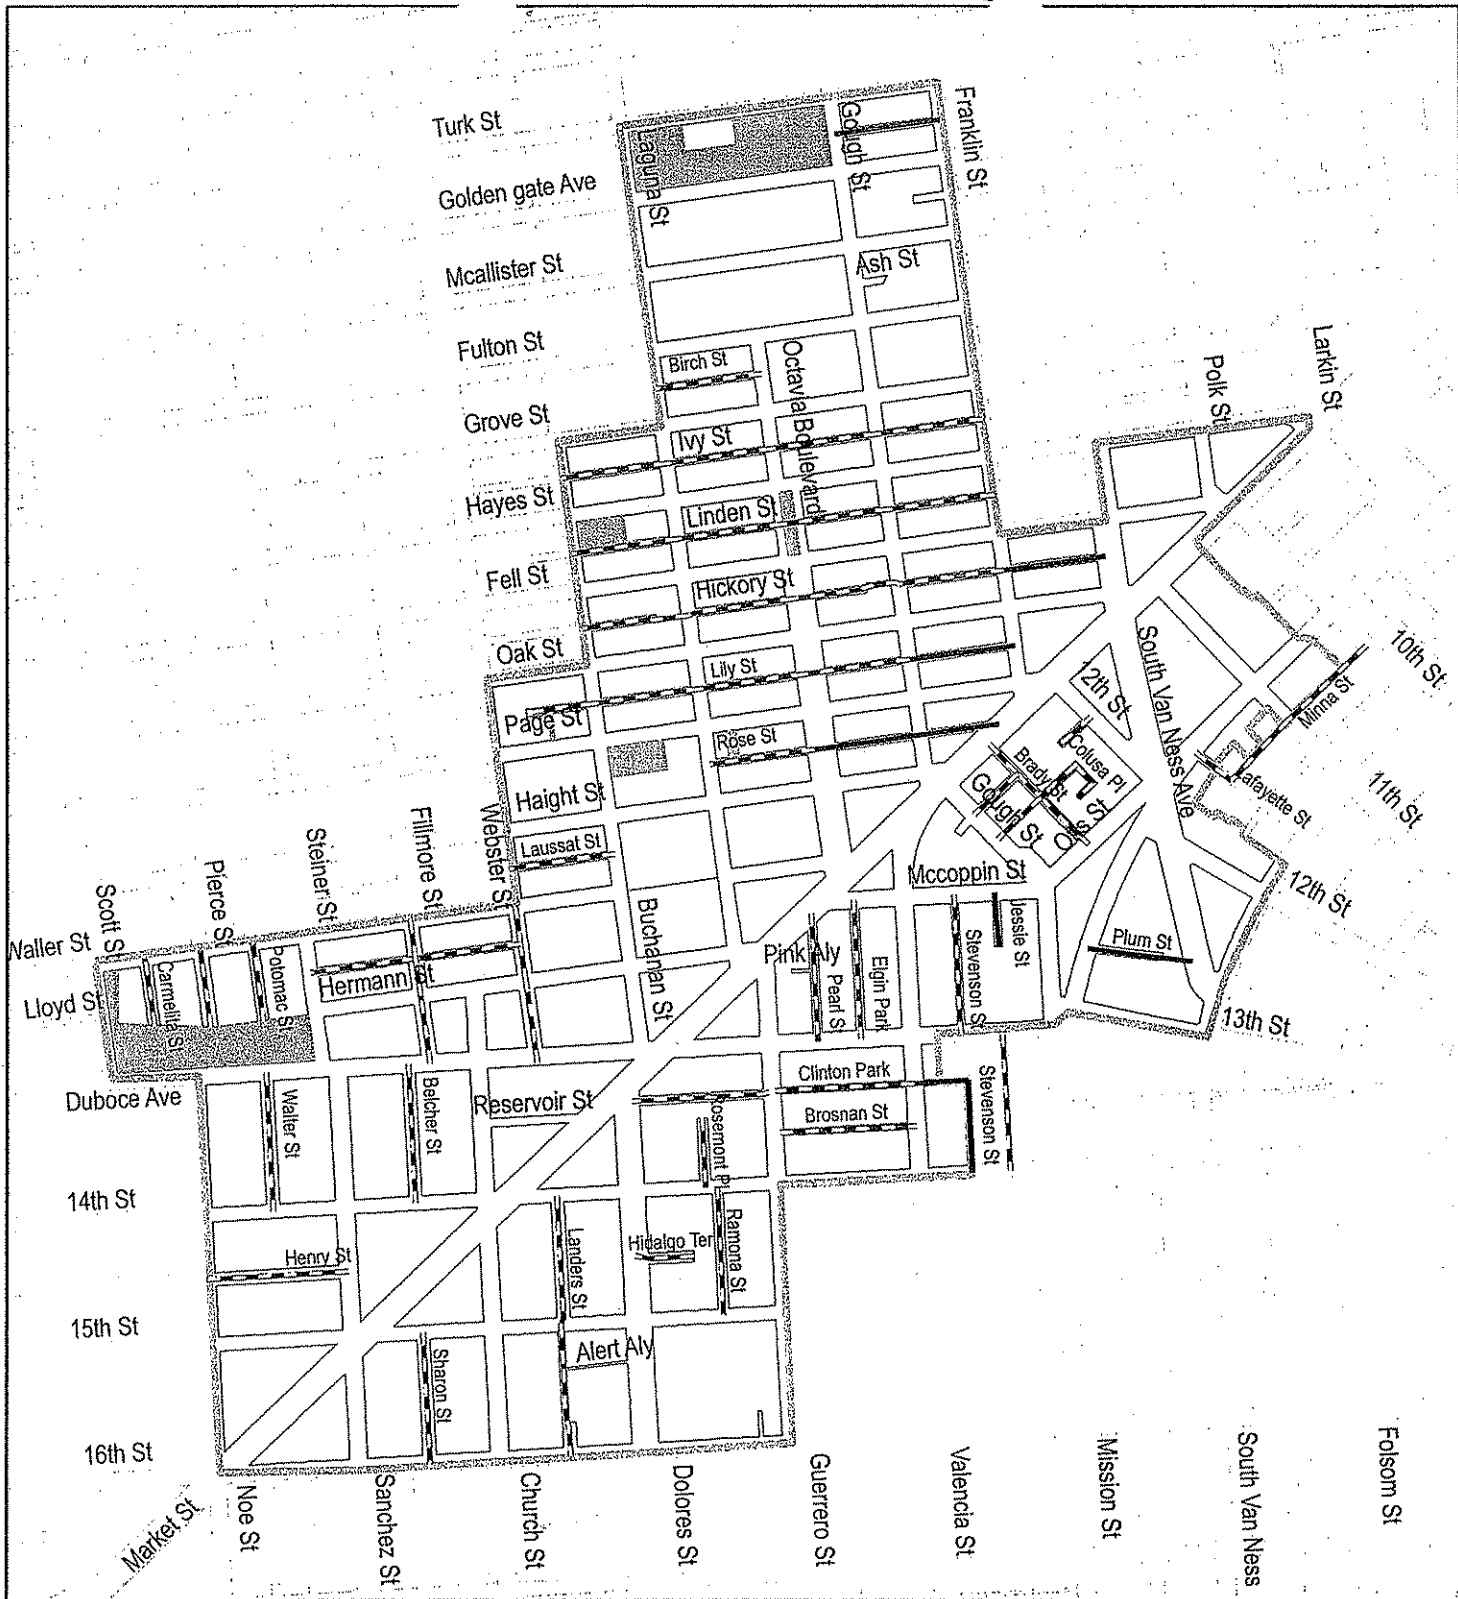 Turk St
Golden gate Ave
Mcallister St
Fulton St
Grove St
Hayes St
Fell St
Oak St
Page St
Haight St
Laussat St
Laguna St
Gough St
Franklin St
Ash St
Birch St
Octavia Boulevard
Ivy St
Linden St
Hickory St
Lily St
Rose St
Larkin St
Polk St
10th St
11th St
12th St
13th St
12th St
South Van Ness Ave
Minna St
Lafayette St
Colusa Pl
Brady St
Gough St
Mccoppin St
Jessie St
Stevenson St
Plum St
Pink Aly
Pearl St
Elgin Park
Buchanan St
Webster St
Fillmore St
Steiner St
Pierce St
Scott St
Waller St
Lloyd St
Carmelita St
Potomac St
Hermann St
Duboce Ave
Walter St
Belcher St
Reservoir St
Rosemont Pl
Clinton Park
Brosnan St
Stevenson St
14th St
Henry St
Landers St
Hidalgo Ter
Ramona St
15th St
Sharon St
Alert Aly
16th St
Market St
Noe St
Sanchez St
Church St
Dolores St
Guerrero St
Valencia St
Mission St
South Van Ness
Folsom St